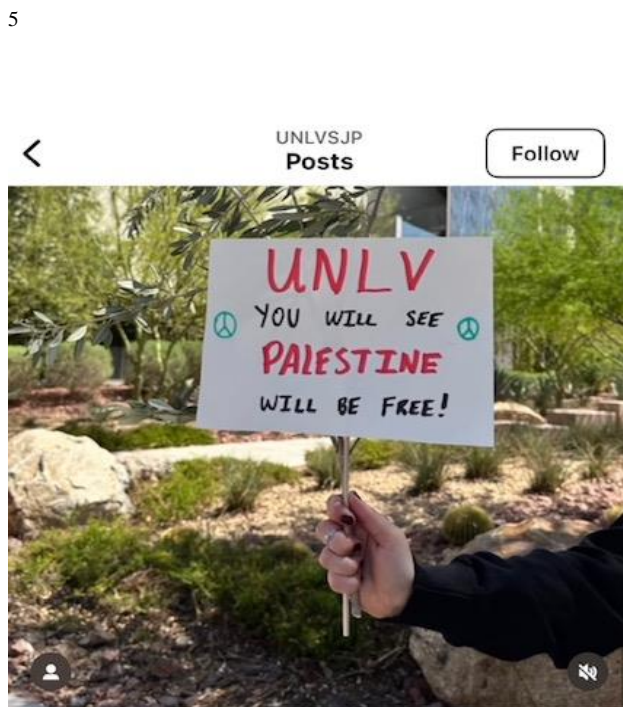 5
UNLVSJP
Posts
Follow
UNLV
YOU WILL SEE
PALESTINE
WILL BE FREE!